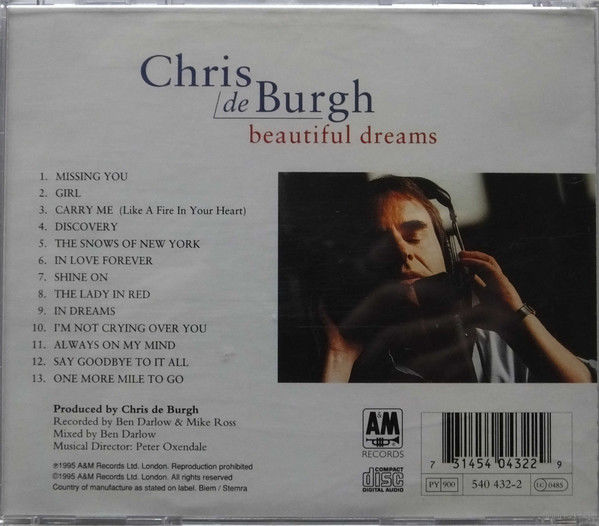 Chris
de Burgh
beautiful dreams
1. MISSING YOU
2. GIRL
3. CARRY ME (Like A Fire In Your Heart)
4. DISCOVERY
5. THE SNOWS OF NEW YORK
6. IN LOVE FOREVER
7. SHINE ON
8. THE LADY IN RED
9. IN DREAMS
10. I'M NOT CRYING OVER YOU
11. ALWAYS ON MY MIND
12. SAY GOODBYE TO IT ALL
13. ONE MORE MILE TO GO
Produced by Chris de Burgh
Recorded by Ben Darlow & Mike Ross
Mixed by Ben Darlow
Musical Director: Peter Oxendale
℗1995 A&M Records Ltd. London. Reproduction prohibited
©1995 A&M Records Ltd. London. All rights reserved
Country of manufacture as stated on label. Biem / Stemra
A&M
RECORDS
COMPACT
disc
DIGITAL AUDIO
7 31454 04322 9
PY 900 540 432-2 LC 0485